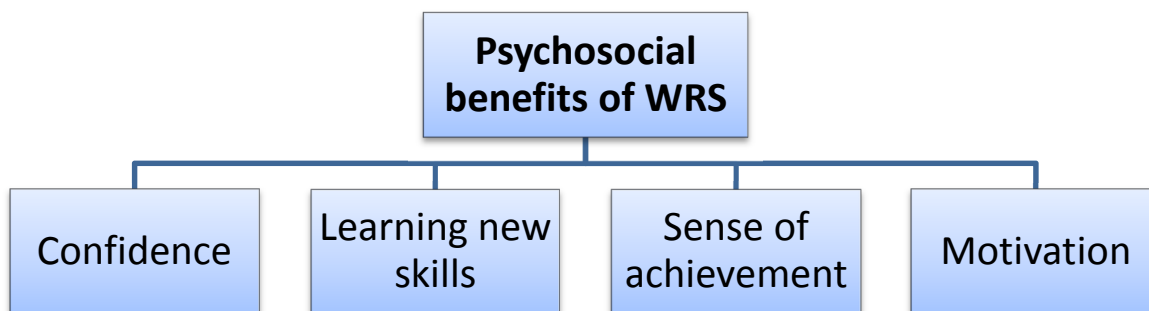 Psychosocial
benefits of WRS
Confidence
Learning new
skills
Sense of
achievement
Motivation